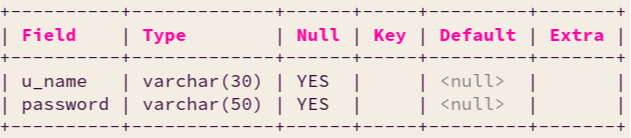 +----------+-------------+------+-----+---------+-------+
| Field    | Type        | Null | Key | Default | Extra |
+----------+-------------+------+-----+---------+-------+
| u_name   | varchar(30) | YES  |     | <null>  |       |
| password | varchar(50) | YES  |     | <null>  |       |
+----------+-------------+------+-----+---------+-------+